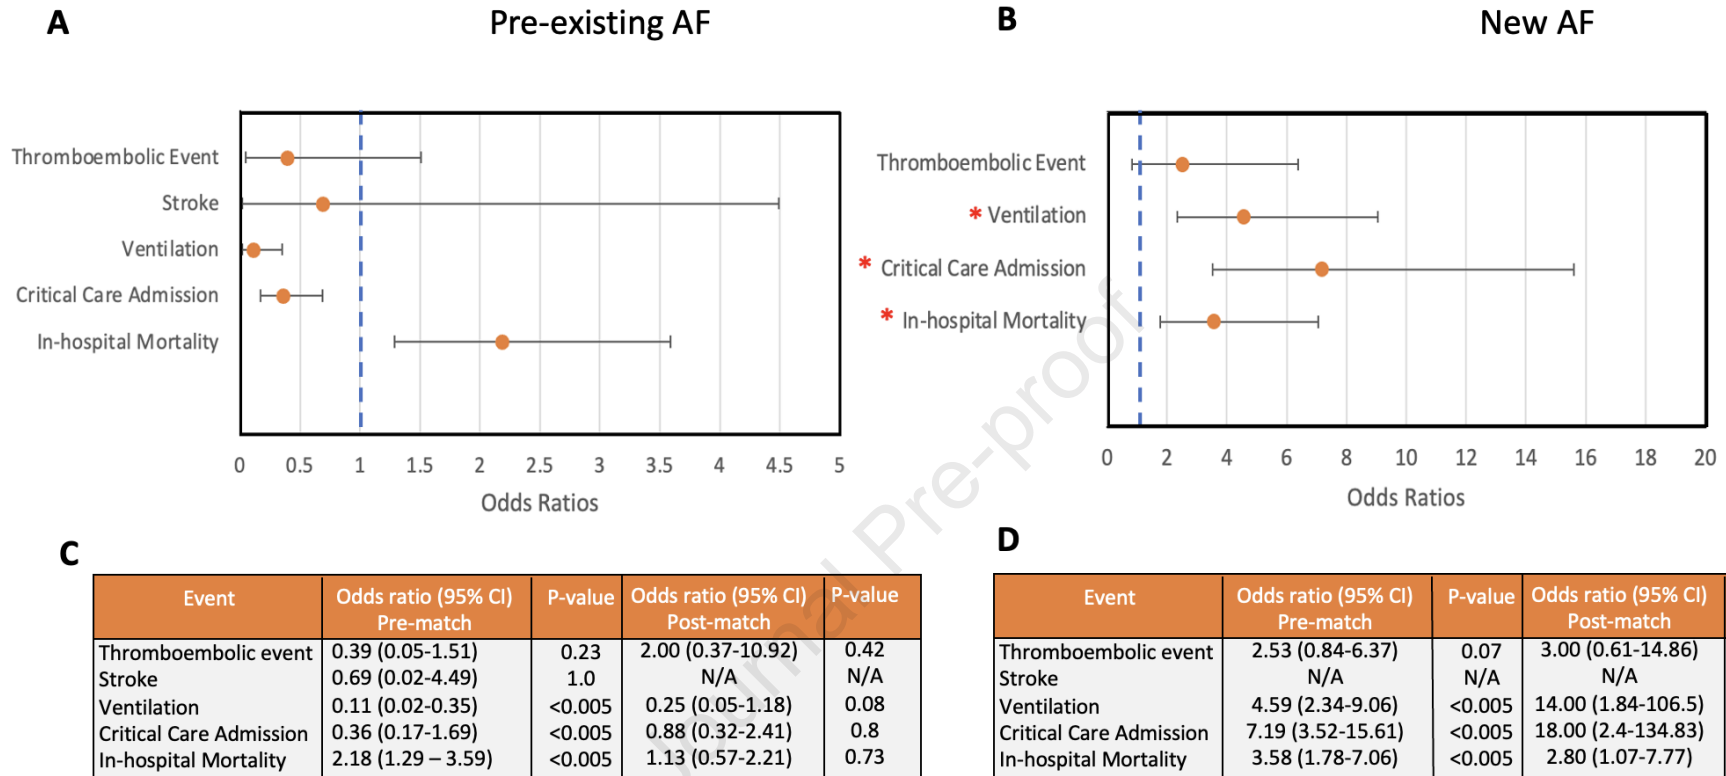 A
Pre-existing AF
Thromboembolic Event
Stroke
Ventilation
Critical Care Admission
In-hospital Mortality
0 0.5 1 1.5 2 2.5 3 3.5 4 4.5 5
Odds Ratios
B
New AF
Thromboembolic Event
* Ventilation
* Critical Care Admission
* In-hospital Mortality
0 2 4 6 8 10 12 14 16 18 20
Odds Ratios
Journal Pre-proof
C
Event Odds ratio (95% CI) P-value Odds ratio (95% CI) P-value
Pre-match Post-match
Thromboembolic event 0.39 (0.05-1.51) 0.23 2.00 (0.37-10.92) 0.42
Stroke 0.69 (0.02-4.49) 1.0 N/A N/A
Ventilation 0.11 (0.02-0.35) <0.005 0.25 (0.05-1.18) 0.08
Critical Care Admission 0.36 (0.17-1.69) <0.005 0.88 (0.32-2.41) 0.8
In-hospital Mortality 2.18 (1.29 – 3.59) <0.005 1.13 (0.57-2.21) 0.73
D
Event Odds ratio (95% CI) P-value Odds ratio (95% CI)
Pre-match Post-match
Thromboembolic event 2.53 (0.84-6.37) 0.07 3.00 (0.61-14.86)
Stroke N/A N/A N/A
Ventilation 4.59 (2.34-9.06) <0.005 14.00 (1.84-106.5)
Critical Care Admission 7.19 (3.52-15.61) <0.005 18.00 (2.4-134.83)
In-hospital Mortality 3.58 (1.78-7.06) <0.005 2.80 (1.07-7.77)